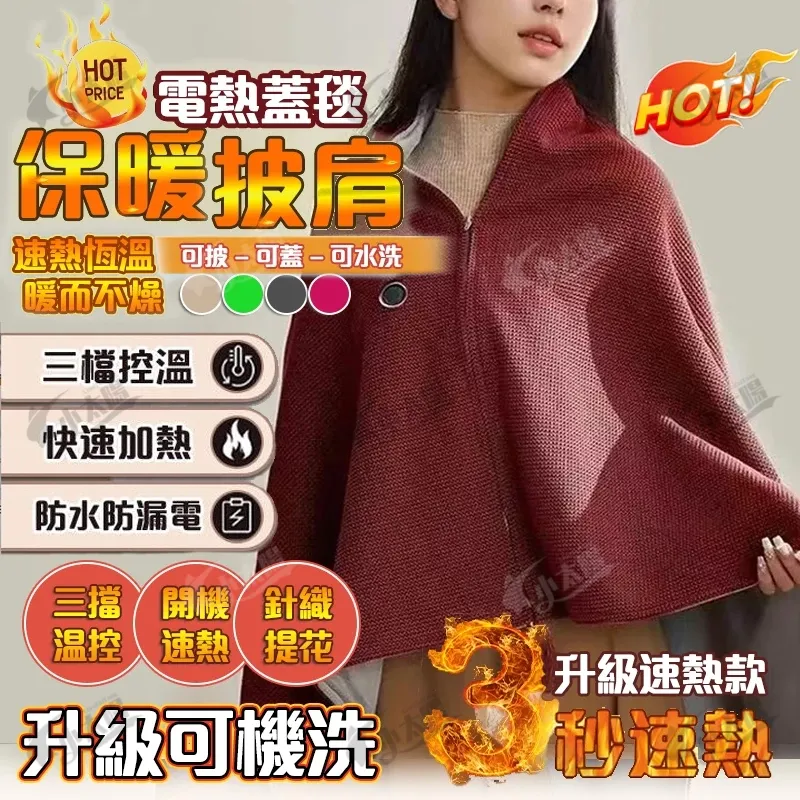 HOT
PRICE
電熱蓋毯
HOT!
保暖披肩
速熱恆溫
暖而不燥
可披–可蓋–可水洗
三檔控溫
快速加熱
防水防漏電
三擋
溫控
開機
速熱
針織
提花
升級可機洗
3
升級速熱款
秒速熱
小太陽